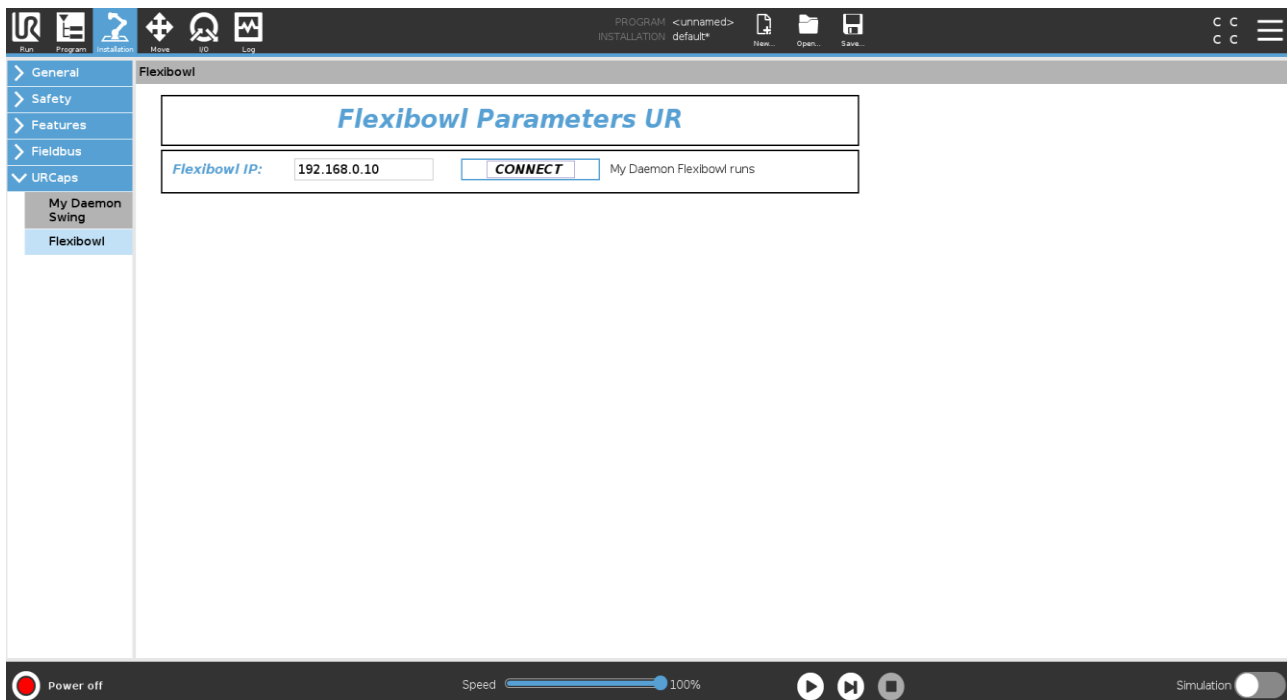 UR
PROGRAM <unnamed>
INSTALLATION default*
Run
Program
Installation
Move
I/O
Log
New...
Open...
Save...
C C
C C
General
Safety
Features
Fieldbus
URCaps
My Daemon
Swing
Flexibowl
Flexibowl
Flexibowl Parameters UR
Flexibowl IP: 192.168.0.10 CONNECT My Daemon Flexibowl runs
Power off
Speed 100%
Simulation